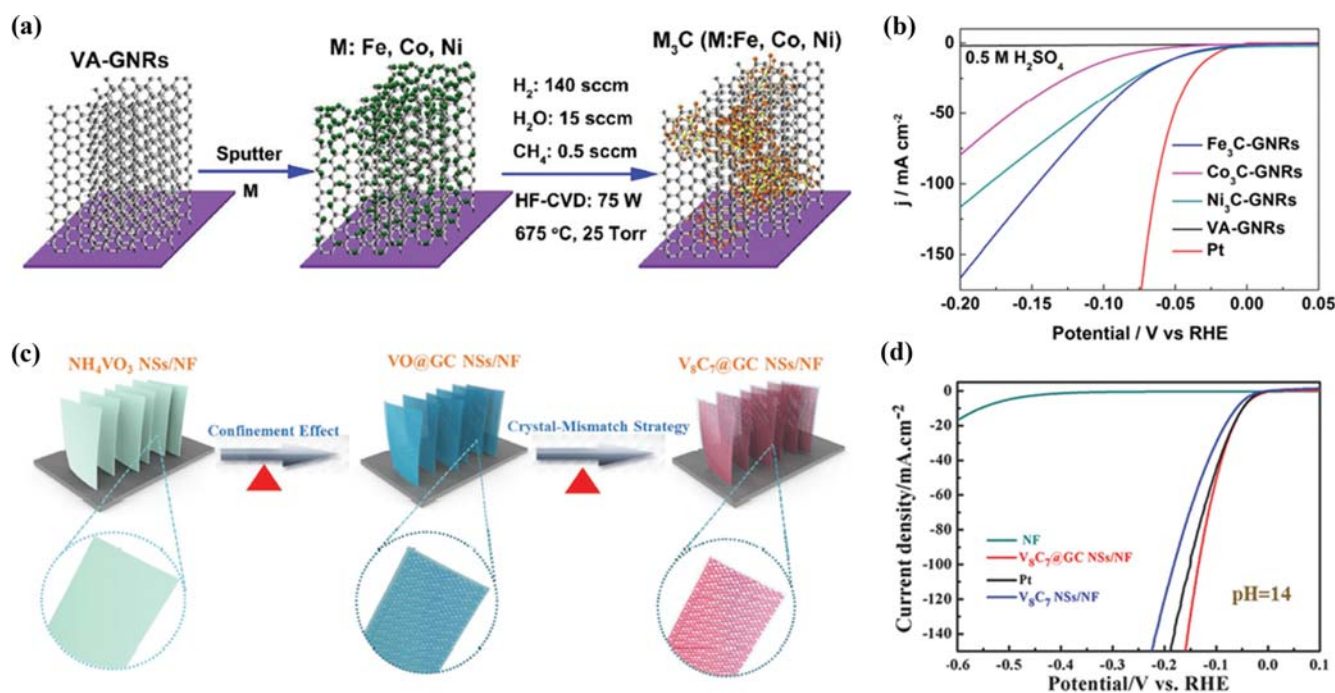 (a)
VA-GNRs
Sputter
M
M: Fe, Co, Ni
H₂: 140 sccm
H₂O: 15 sccm
CH₄: 0.5 sccm
HF-CVD: 75 W
675 °C, 25 Torr
M₃C (M:Fe, Co, Ni)
(b)
0.5 M H₂SO₄
j / mA cm⁻²
0
-50
-100
-150
Fe₃C-GNRs
Co₃C-GNRs
Ni₃C-GNRs
VA-GNRs
Pt
-0.20 -0.15 -0.10 -0.05 0.00 0.05
Potential / V vs RHE
(c)
NH₄VO₃ NSs/NF
Confinement Effect
VO@GC NSs/NF
Crystal-Mismatch Strategy
V₈C₇@GC NSs/NF
(d)
Current density/mA.cm⁻²
0
-20
-40
-60
-80
-100
-120
-140
NF
V₈C₇@GC NSs/NF
Pt
V₈C₇ NSs/NF
pH=14
-0.6 -0.5 -0.4 -0.3 -0.2 -0.1 0.0 0.1
Potential/V vs. RHE